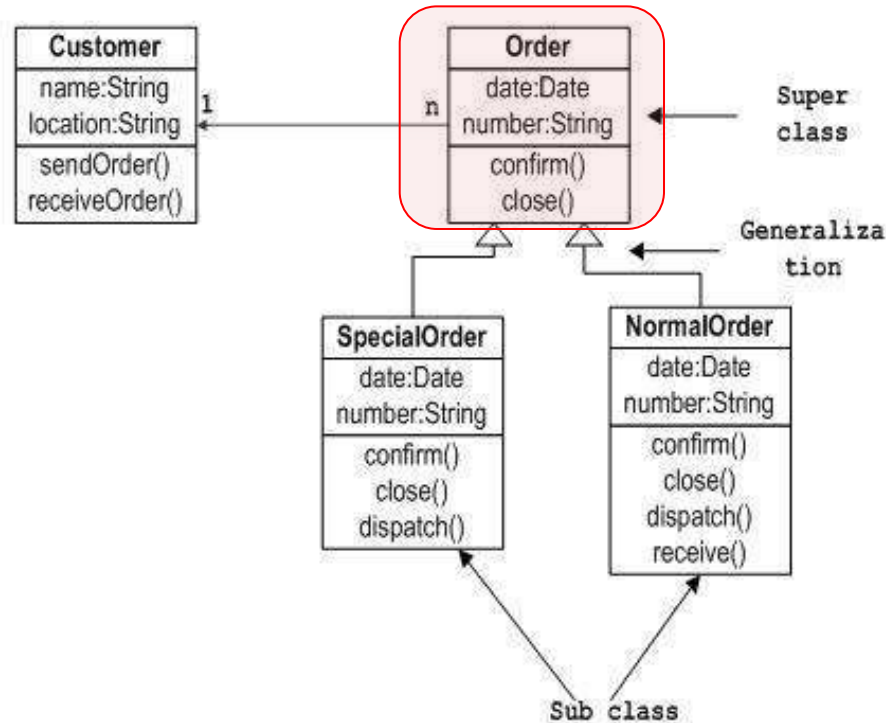 Customer
name:String
location:String
sendOrder()
receiveOrder()
1
n
Order
date:Date
number:String
confirm()
close()
Super
class
Generaliza
tion
SpecialOrder
date:Date
number:String
confirm()
close()
dispatch()
NormalOrder
date:Date
number:String
confirm()
close()
dispatch()
receive()
Sub class